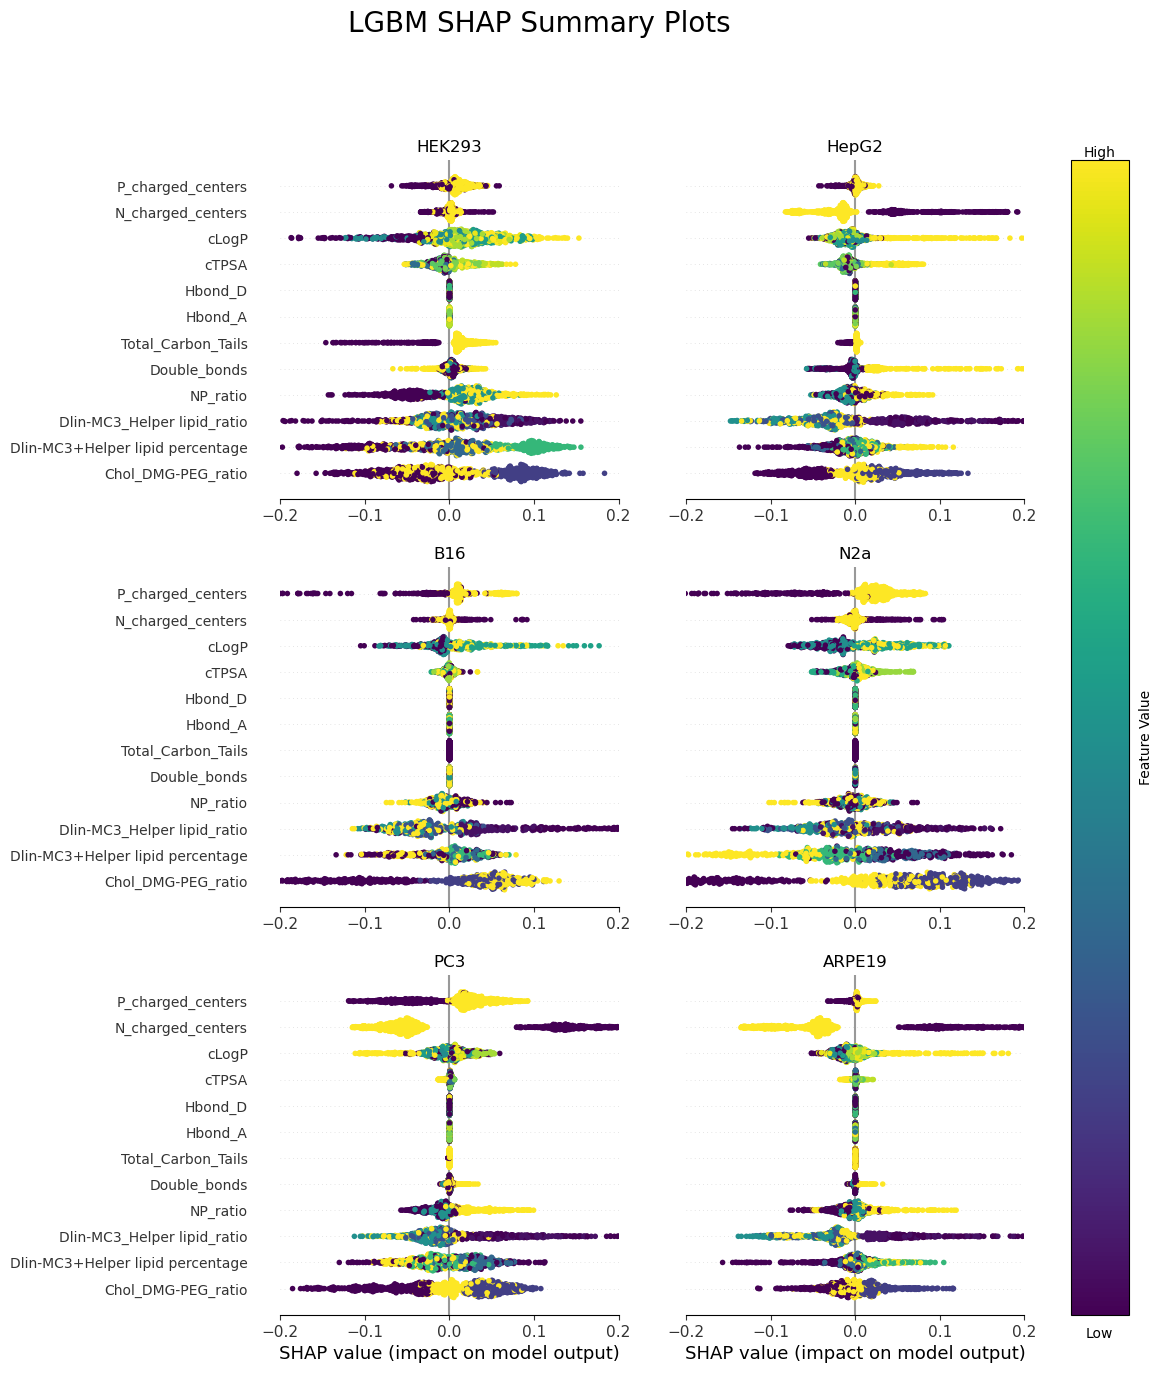 LGBM SHAP Summary Plots
HEK293
HepG2
High
P_charged_centers
N_charged_centers
cLogP
cTPSA
Hbond_D
Hbond_A
Total_Carbon_Tails
Double_bonds
NP_ratio
Dlin-MC3_Helper lipid_ratio
Dlin-MC3+Helper lipid percentage
Chol_DMG-PEG_ratio
−0.2 −0.1 0.0 0.1 0.2
−0.2 −0.1 0.0 0.1 0.2
B16
N2a
P_charged_centers
N_charged_centers
cLogP
cTPSA
Hbond_D
Hbond_A
Total_Carbon_Tails
Double_bonds
NP_ratio
Dlin-MC3_Helper lipid_ratio
Dlin-MC3+Helper lipid percentage
Chol_DMG-PEG_ratio
−0.2 −0.1 0.0 0.1 0.2
−0.2 −0.1 0.0 0.1 0.2
Feature Value
PC3
ARPE19
P_charged_centers
N_charged_centers
cLogP
cTPSA
Hbond_D
Hbond_A
Total_Carbon_Tails
Double_bonds
NP_ratio
Dlin-MC3_Helper lipid_ratio
Dlin-MC3+Helper lipid percentage
Chol_DMG-PEG_ratio
−0.2 −0.1 0.0 0.1 0.2
−0.2 −0.1 0.0 0.1 0.2
SHAP value (impact on model output)
SHAP value (impact on model output)
Low